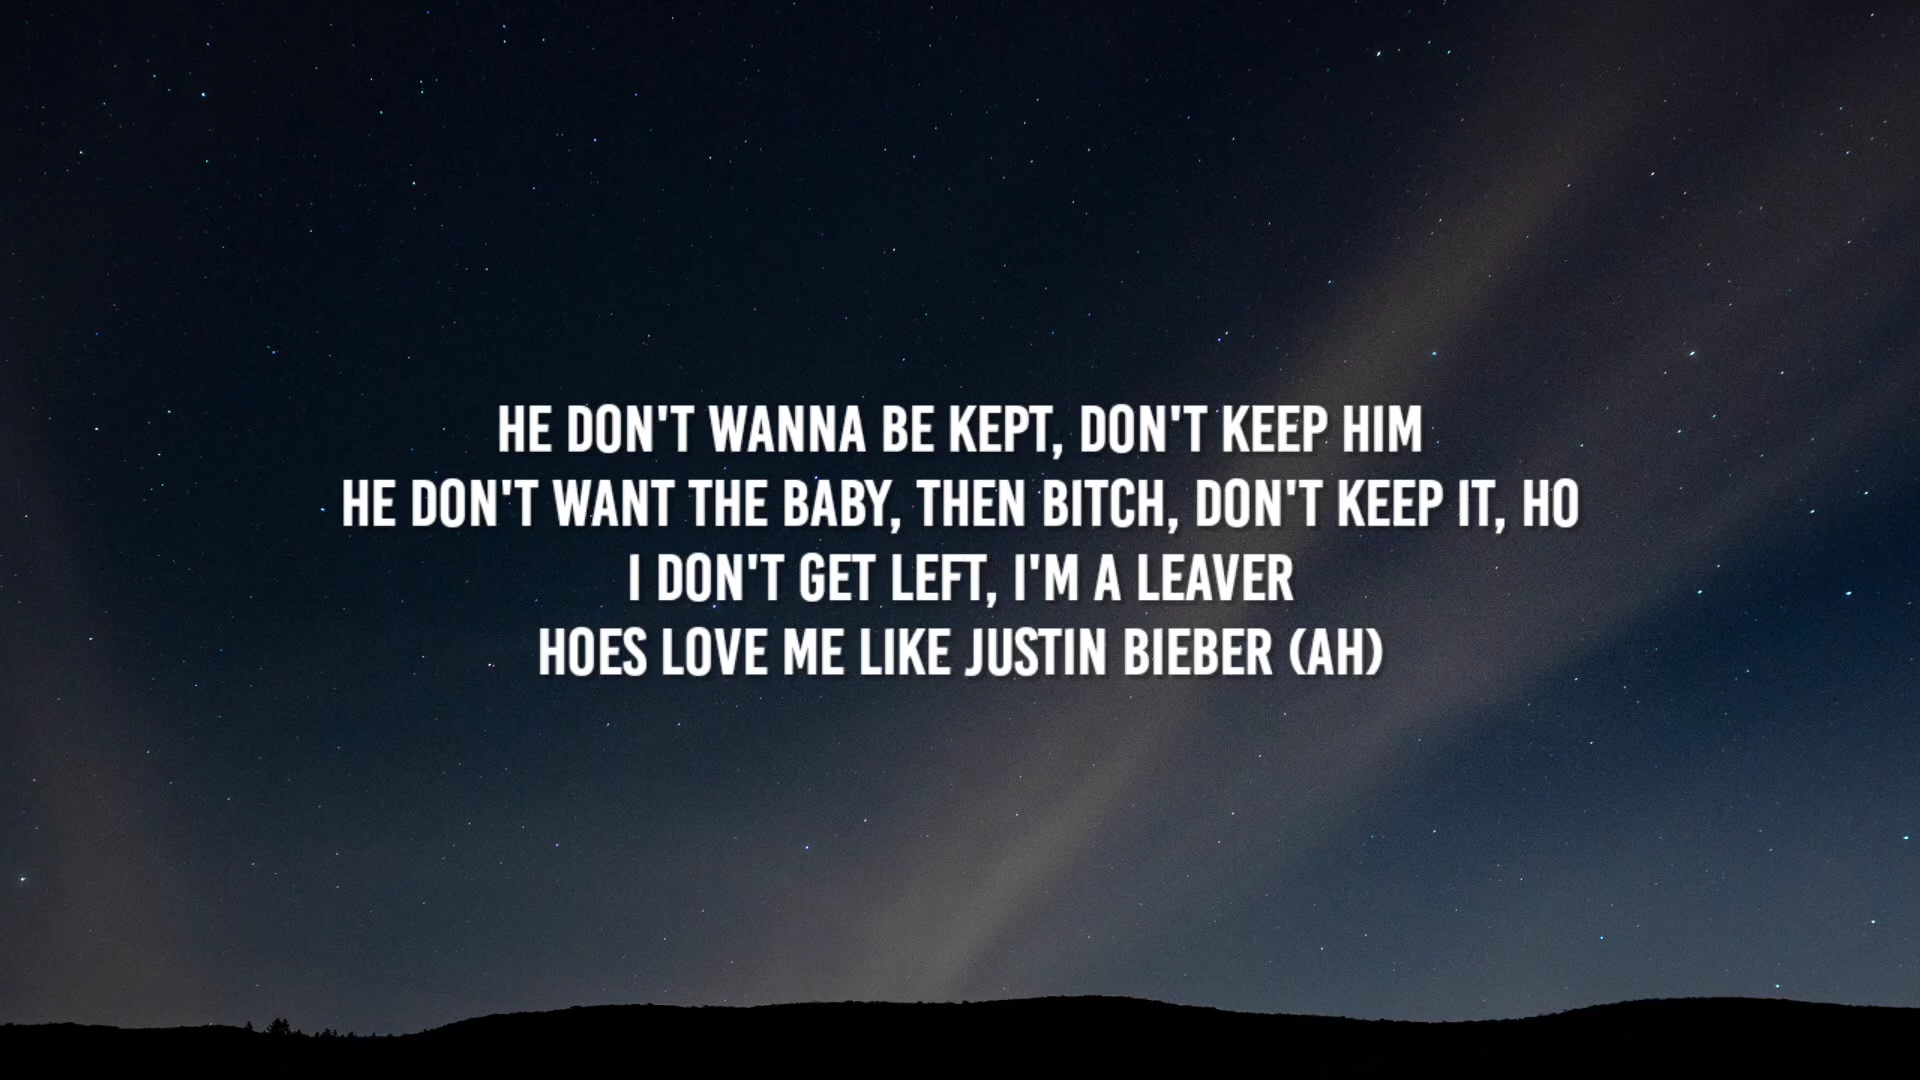 HE DON'T WANNA BE KEPT, DON'T KEEP HIM
HE DON'T WANT THE BABY, THEN BITCH, DON'T KEEP IT, HO
I DON'T GET LEFT, I'M A LEAVER
HOES LOVE ME LIKE JUSTIN BIEBER (AH)